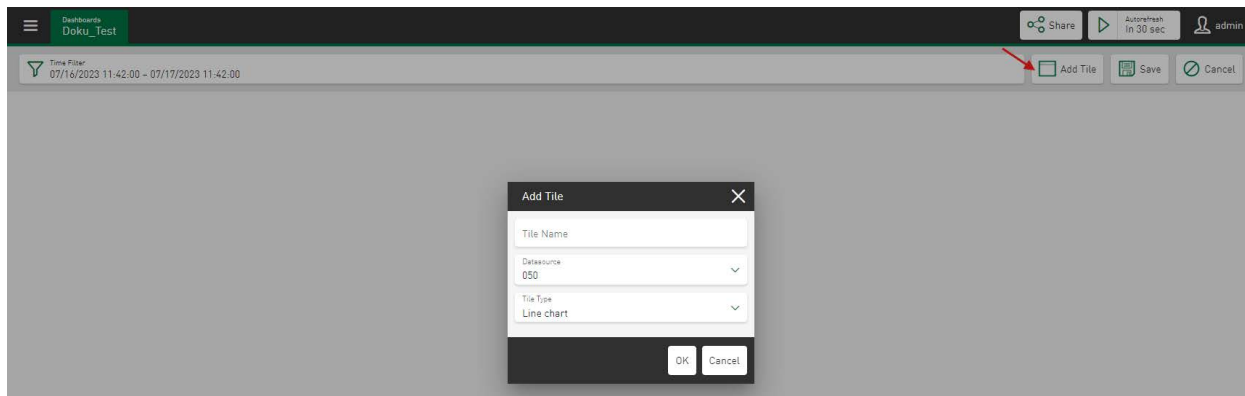 Dashboards
Doku_Test
Share
Autorefresh
In 30 sec
admin
Time Filter
07/16/2023 11:42:00 – 07/17/2023 11:42:00
Add Tile
Save
Cancel
Add Tile
Tile Name
Datasource
050
Tile Type
Line chart
OK
Cancel